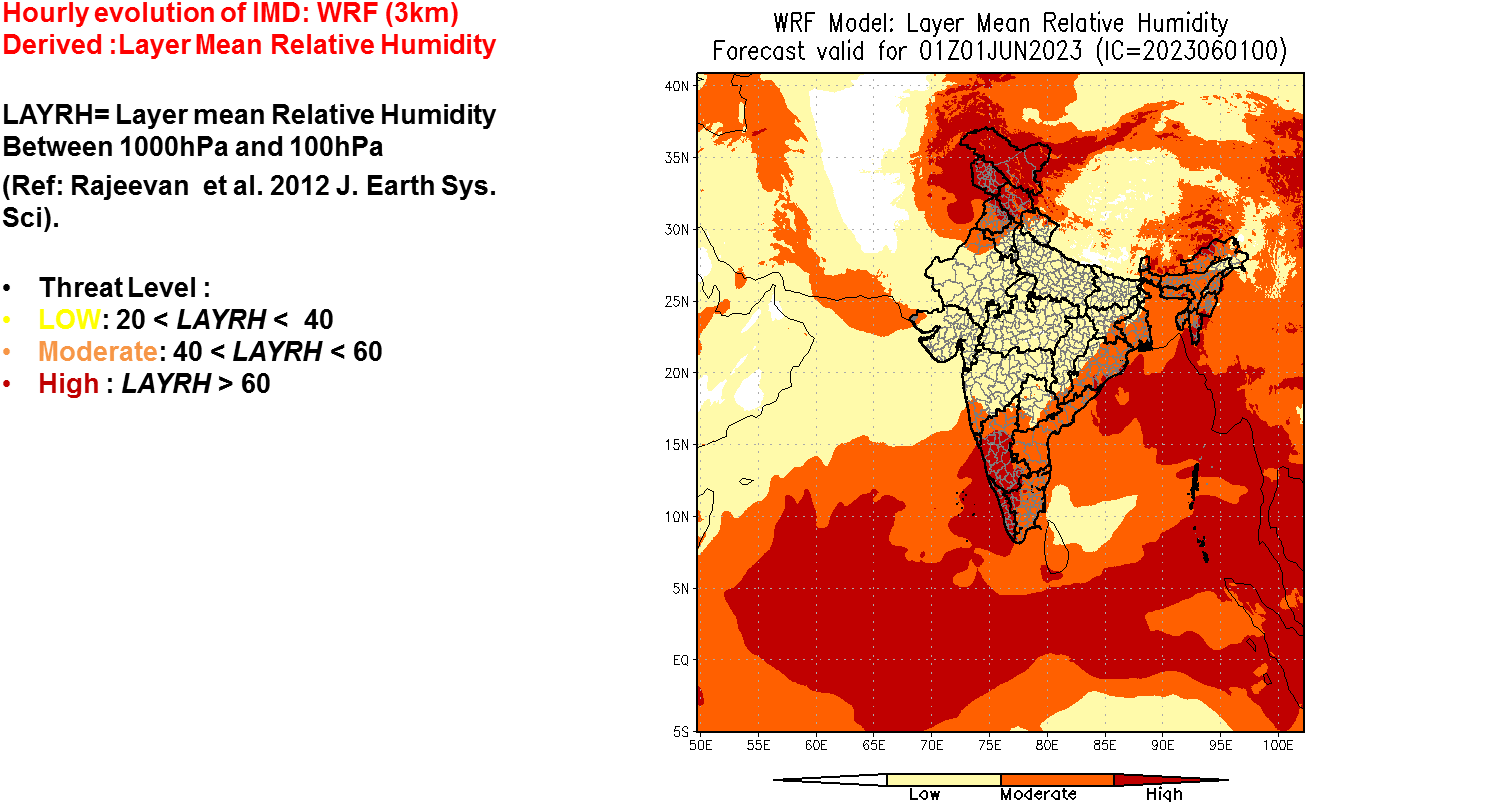 Hourly evolution of IMD: WRF (3km)
Derived :Layer Mean Relative Humidity
LAYRH= Layer mean Relative Humidity
Between 1000hPa and 100hPa
(Ref: Rajeevan et al. 2012 J. Earth Sys.
Sci).
• Threat Level :
• LOW: 20 < LAYRH < 40
• Moderate: 40 < LAYRH < 60
• High : LAYRH > 60
WRF Model: Layer Mean Relative Humidity
Forecast valid for 01Z01JUN2023 (IC=2023060100)
40N
35N
30N
25N
20N
15N
10N
5N
EQ
5S
50E 55E 60E 65E 70E 75E 80E 85E 90E 95E 100E
Low Moderate High